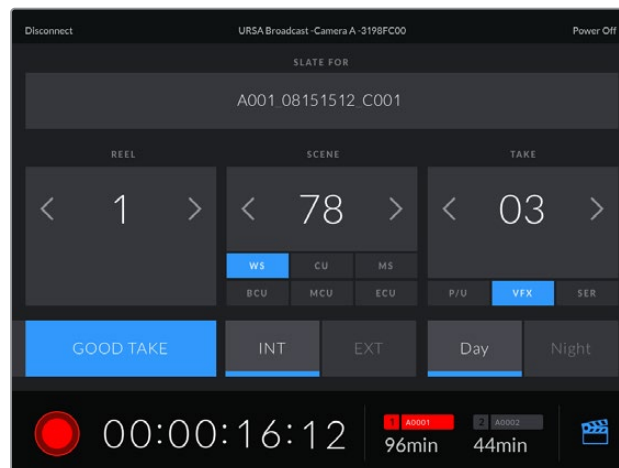 Disconnect URSA Broadcast -Camera A -3198FC00 Power Off
SLATE FOR
A001_08151512_C001
REEL SCENE TAKE
1 78 03
WS CU MS
BCU MCU ECU P/U VFX SER
GOOD TAKE INT EXT Day Night
00:00:16:12 1 A0001 2 A0002
96min 44min